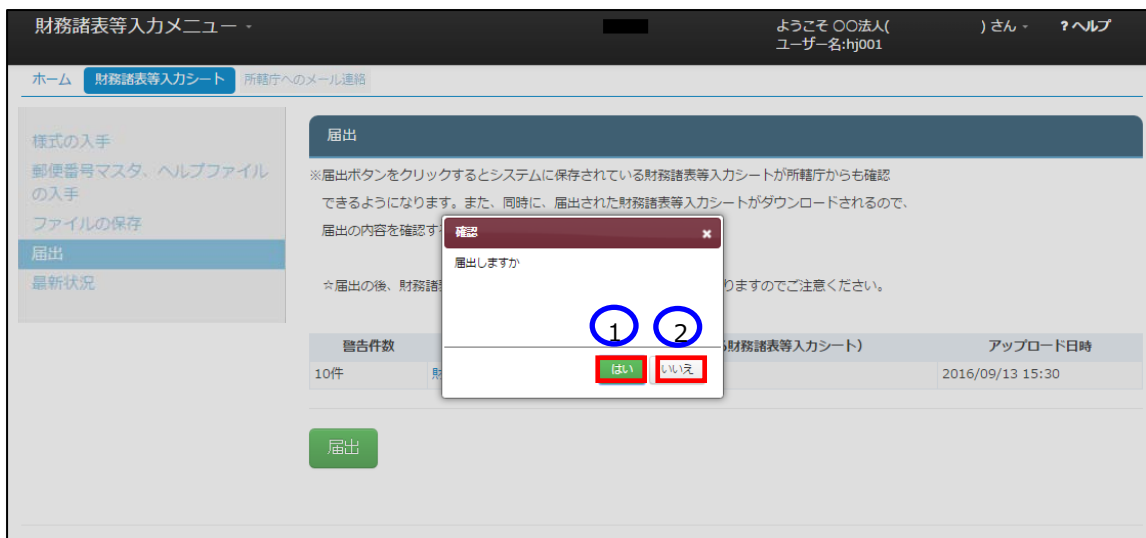 財務諸表等入力メニュー
ようこそ 〇〇法人( )さん
ユーザー名:hj001
?ヘルプ
ホーム 財務諸表等入力シート 所轄庁へのメール連絡
様式の入手
郵便番号マスタ、ヘルプファイル
の入手
ファイルの保存
届出
最新状況
届出
※届出ボタンをクリックするとシステムに保存されている財務諸表等入力シートが所轄庁からも確認
できるようになります。また、同時に、届出された財務諸表等入力シートがダウンロードされるので、
届出の内容を確認す
☆届出の後、財務諸 りますのでご注意ください。
確認 ×
届出しますか
1 2
はい いいえ
警告件数 財務諸表等入力シート) アップロード日時
10件 財 2016/09/13 15:30
届出